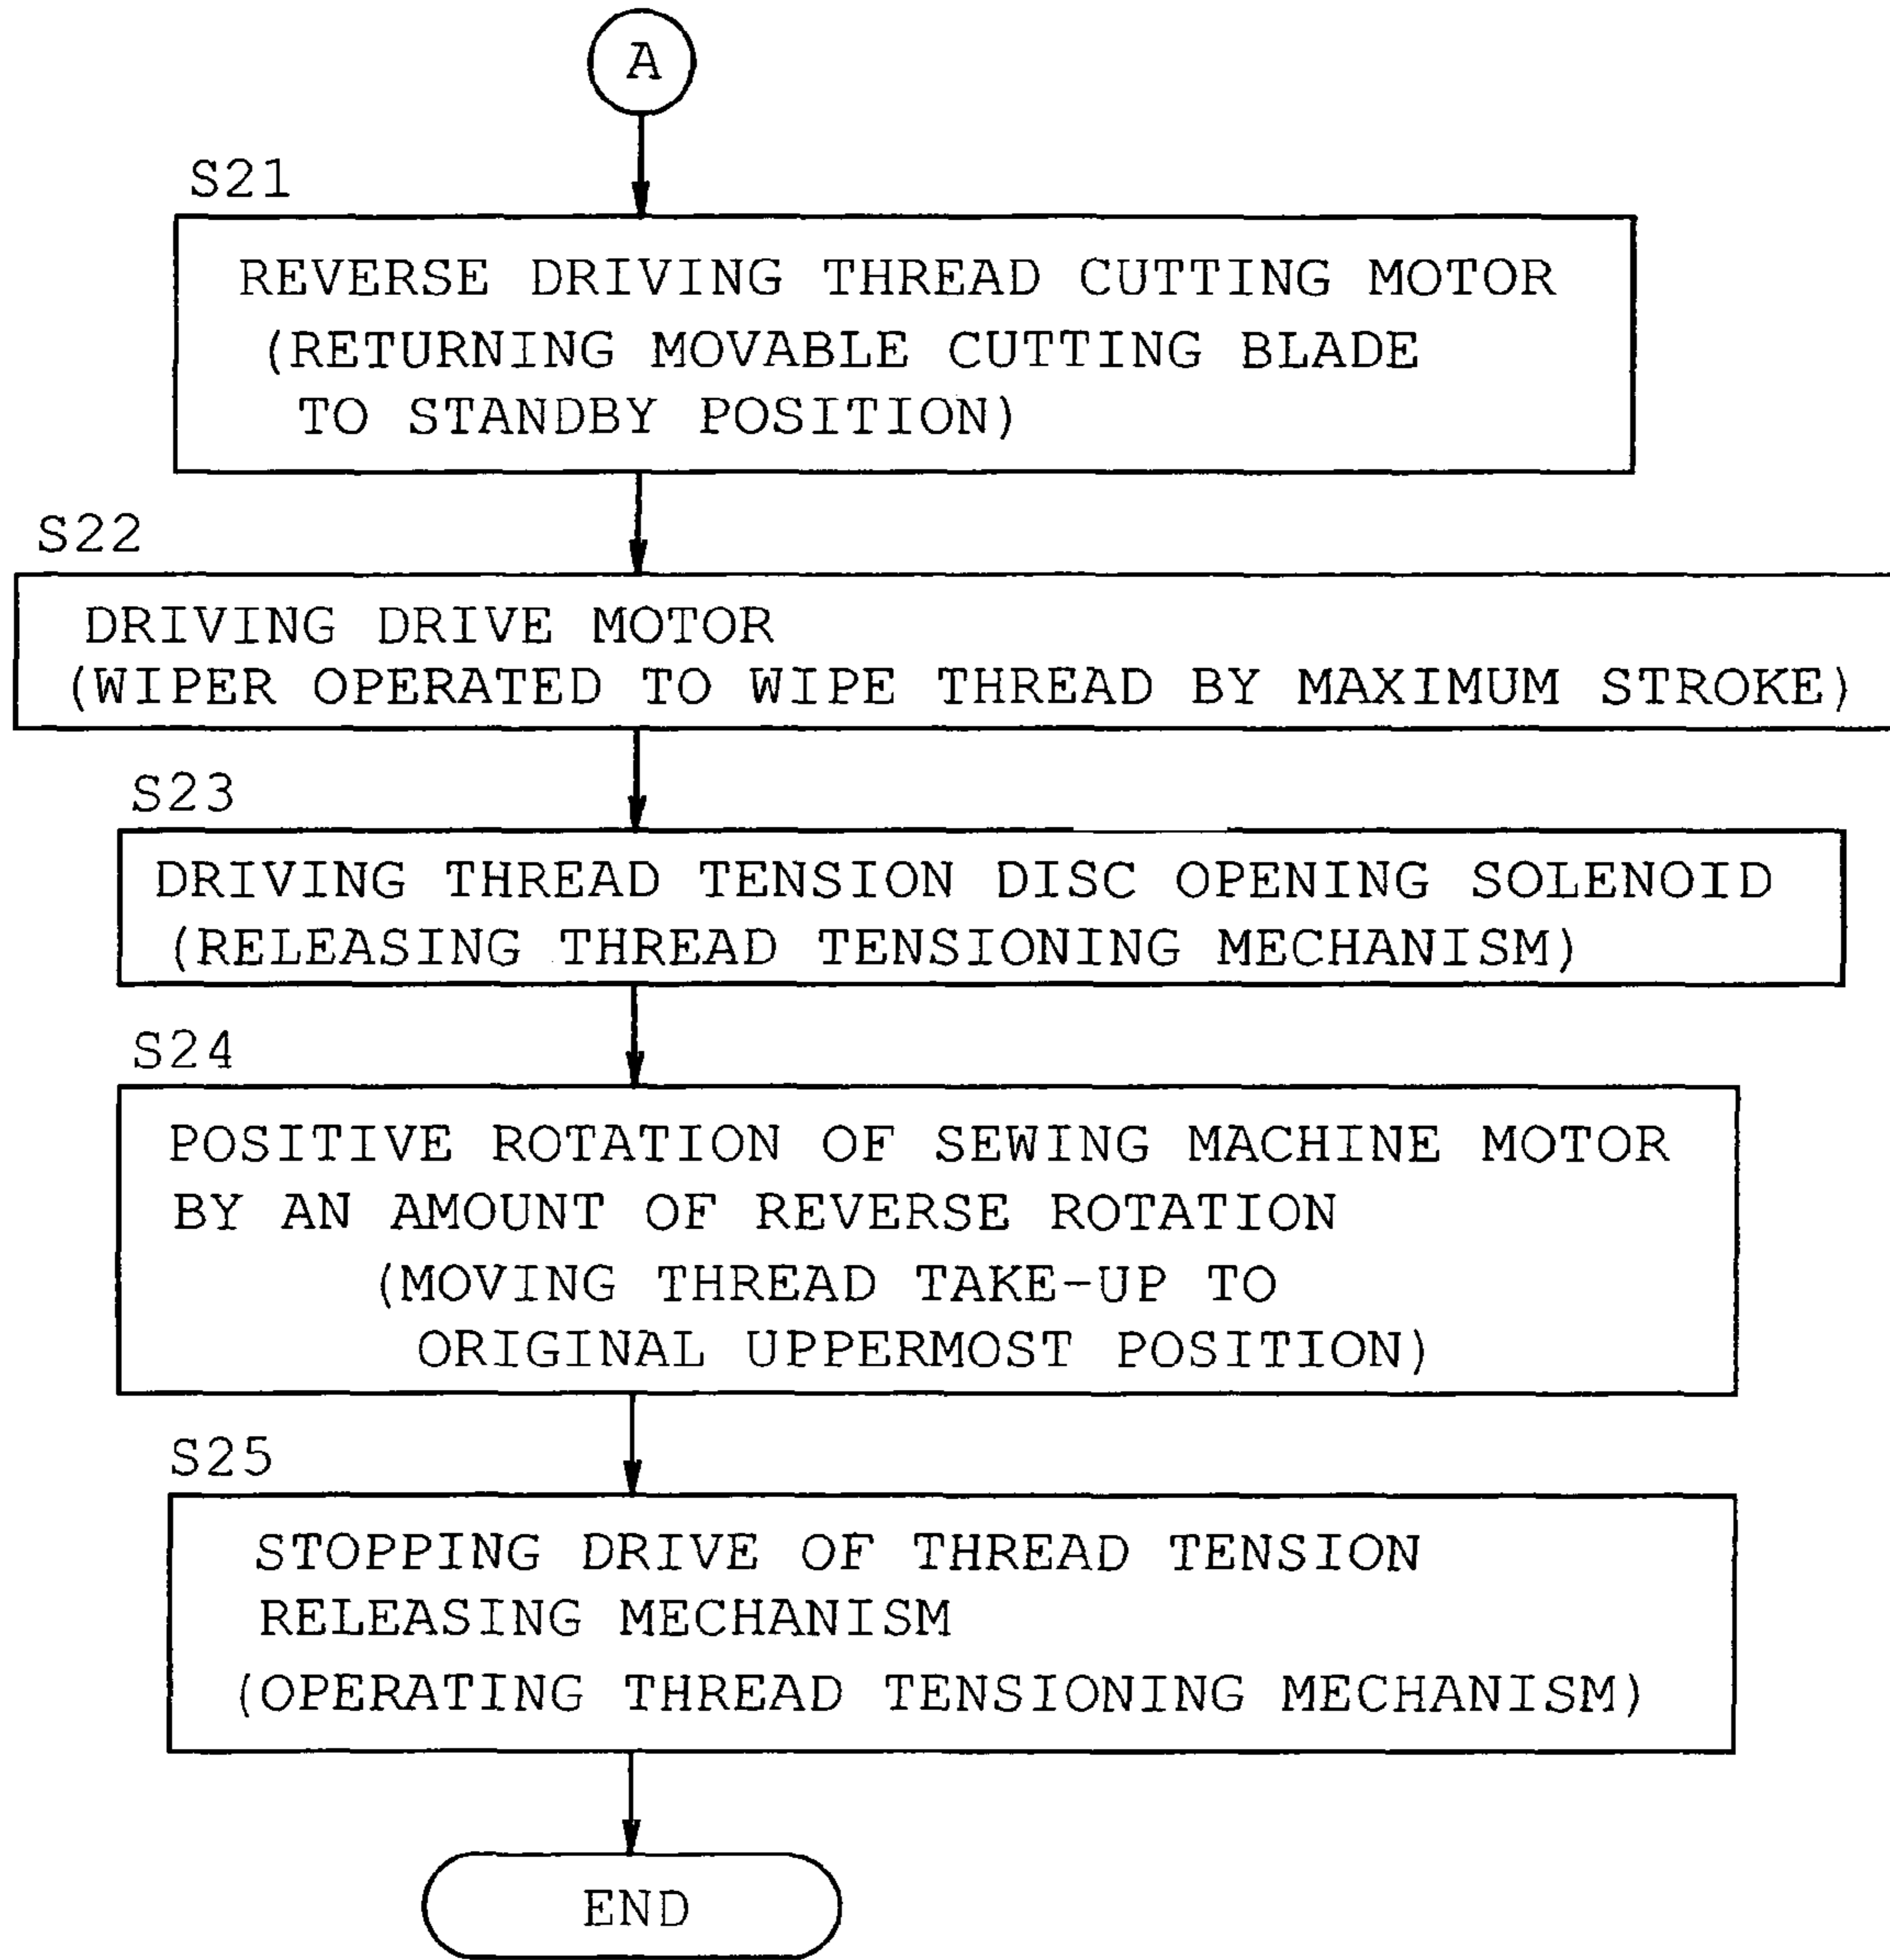 A
S21
REVERSE DRIVING THREAD CUTTING MOTOR
(RETURNING MOVABLE CUTTING BLADE
TO STANDBY POSITION)
S22
DRIVING DRIVE MOTOR
(WIPER OPERATED TO WIPE THREAD BY MAXIMUM STROKE)
S23
DRIVING THREAD TENSION DISC OPENING SOLENOID
(RELEASING THREAD TENSIONING MECHANISM)
S24
POSITIVE ROTATION OF SEWING MACHINE MOTOR
BY AN AMOUNT OF REVERSE ROTATION
(MOVING THREAD TAKE-UP TO
ORIGINAL UPPERMOST POSITION)
S25
STOPPING DRIVE OF THREAD TENSION
RELEASING MECHANISM
(OPERATING THREAD TENSIONING MECHANISM)
END